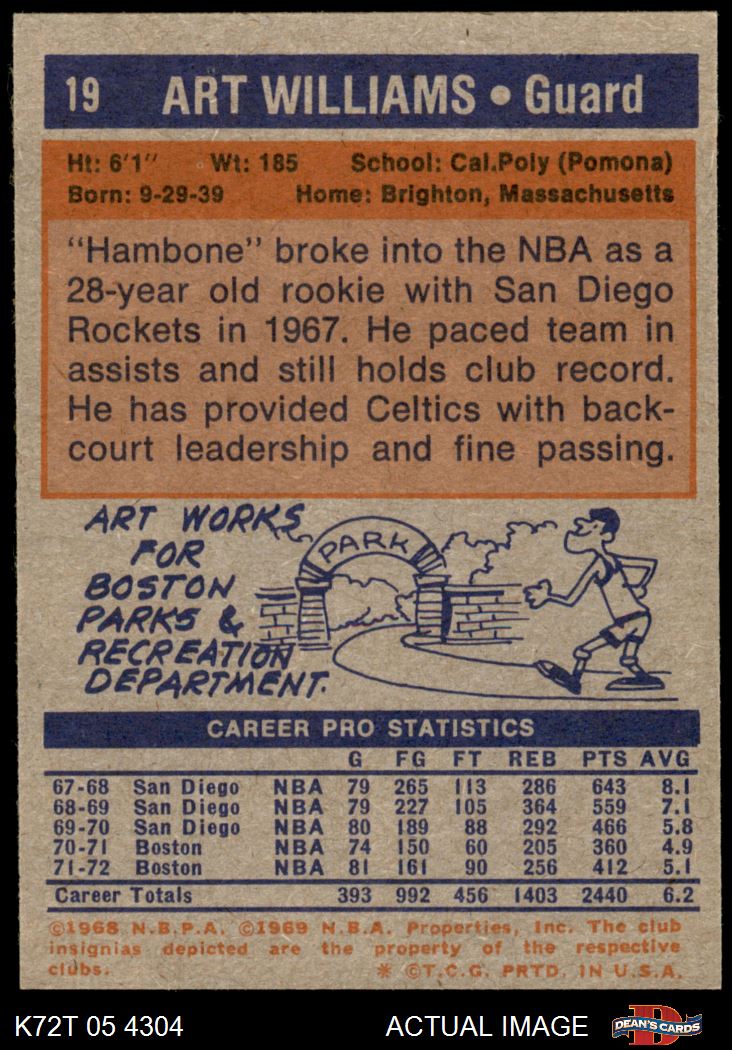 19 ART WILLIAMS • Guard
Ht: 6'1" Wt: 185 School: Cal.Poly (Pomona)
Born: 9-29-39 Home: Brighton, Massachusetts
"Hambone" broke into the NBA as a
28-year old rookie with San Diego
Rockets in 1967. He paced team in
assists and still holds club record.
He has provided Celtics with back-
court leadership and fine passing.
ART WORKS
FOR
BOSTON
PARKS &
RECREATION
DEPARTMENT.
PARK
CAREER PRO STATISTICS
G FG FT REB PTS AVG
67-68 San Diego NBA 79 265 113 286 643 8.1
68-69 San Diego NBA 79 227 105 364 559 7.1
69-70 San Diego NBA 80 189 88 292 466 5.8
70-71 Boston NBA 74 150 60 205 360 4.9
71-72 Boston NBA 81 161 90 256 412 5.1
Career Totals 393 992 456 1403 2440 6.2
©1968 N.B.P.A. ©1969 N.B.A. Properties, Inc. The club
insignias depicted are the property of the respective
clubs. * ©T.C.G. PRTD. IN U.S.A.
K72T 05 4304 ACTUAL IMAGE
D
DEAN'S CARDS